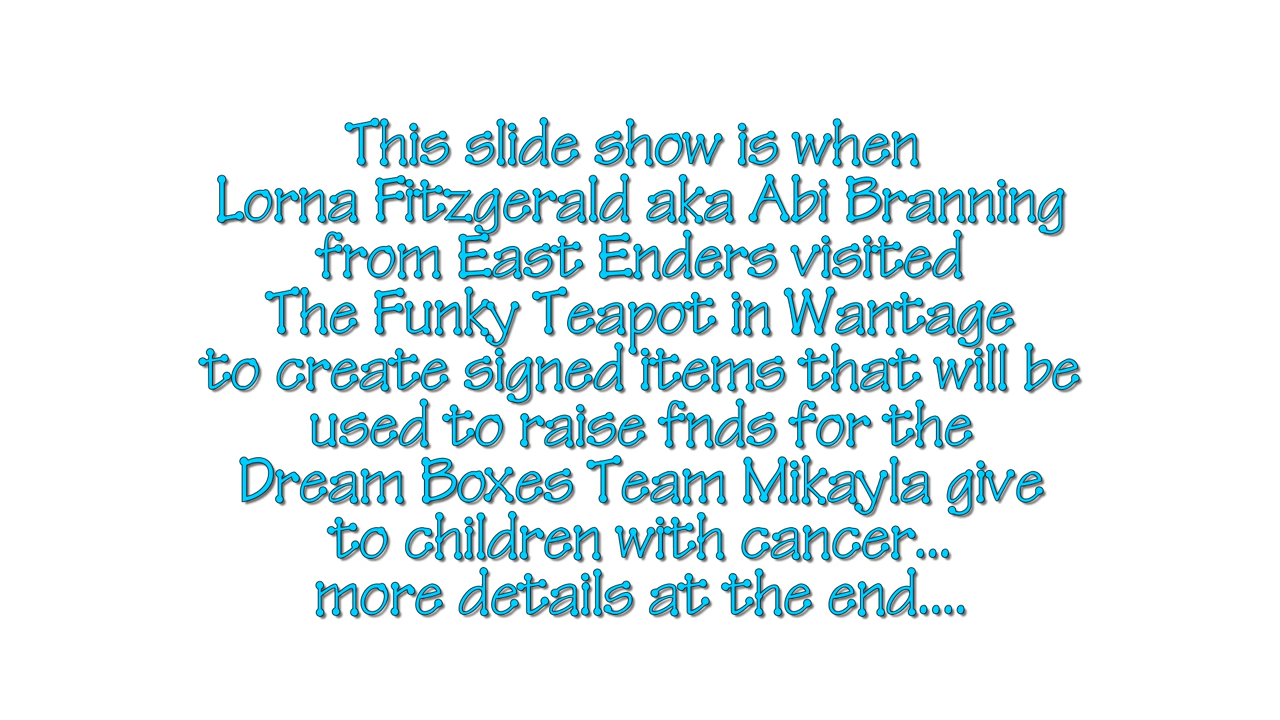 This slide show is when
Lorna Fitzgerald aka Abi Branning
from East Enders visited
The Funky Teapot in Wantage
to create signed items that will be
used to raise fnds for the
Dream Boxes Team Mikayla give
to children with cancer...
more details at the end....